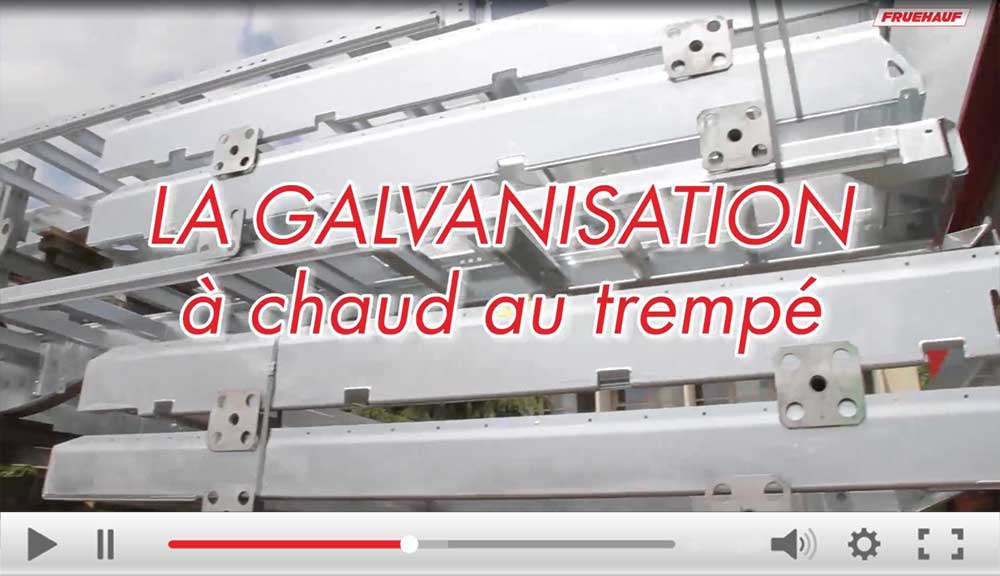 FRUEHAUF
LA GALVANISATION
à chaud au trempé